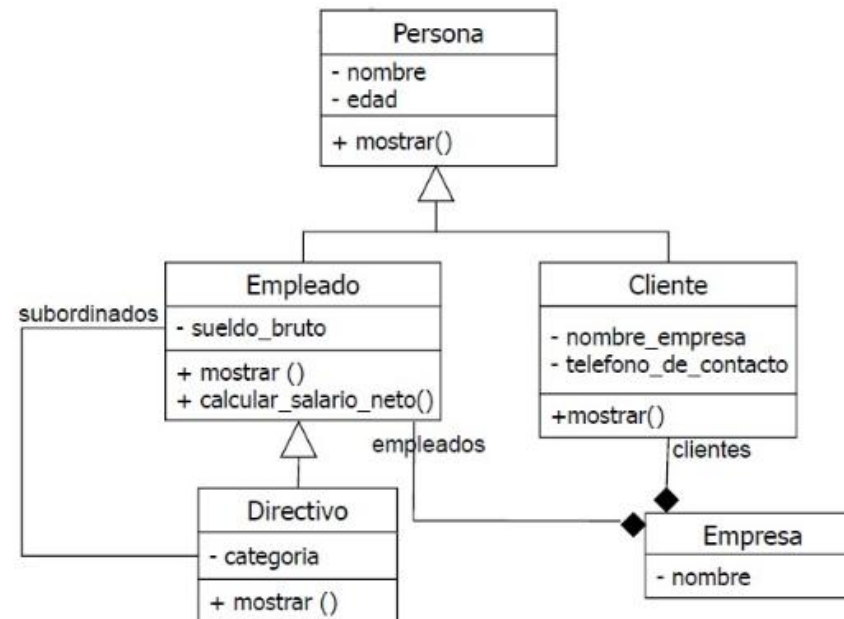 Persona
- nombre
- edad
+ mostrar()
Empleado
- sueldo_bruto
+ mostrar ()
+ calcular_salario_neto()
Cliente
- nombre_empresa
- telefono_de_contacto
+mostrar()
subordinados
empleados
clientes
Directivo
- categoria
+ mostrar ()
Empresa
- nombre